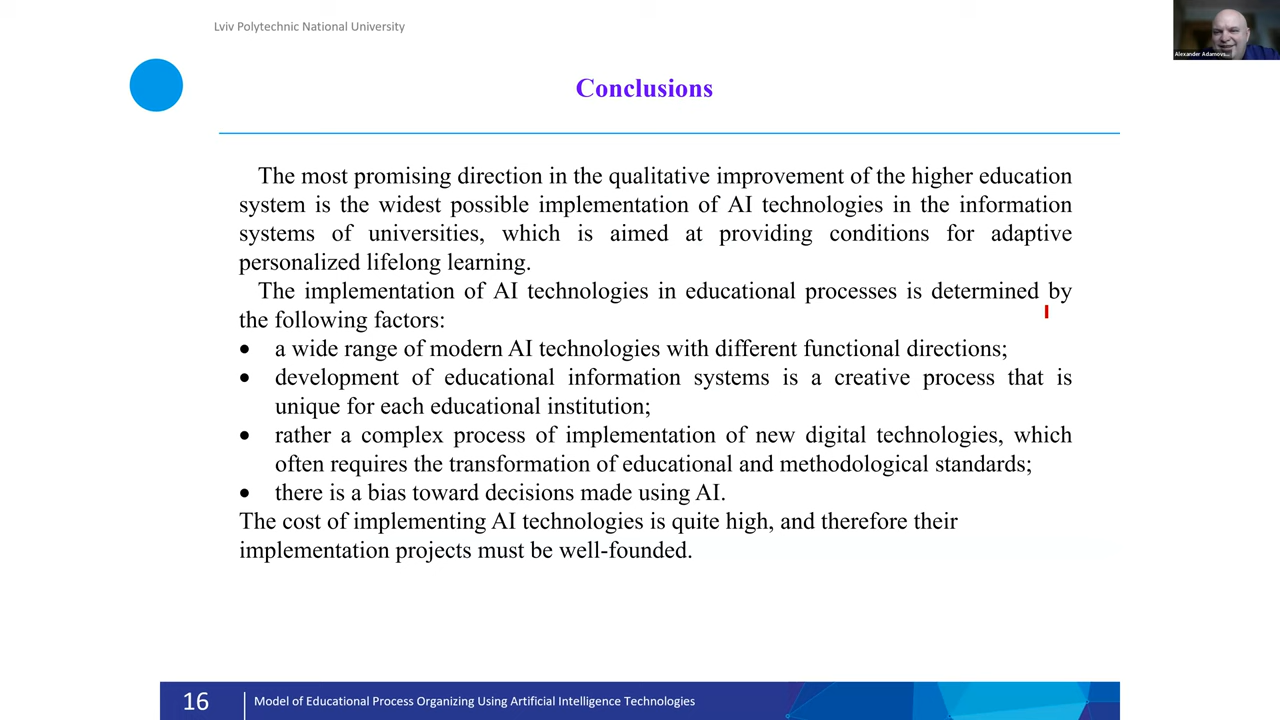 Lviv Polytechnic National University
Conclusions
The most promising direction in the qualitative improvement of the higher education
system is the widest possible implementation of AI technologies in the information
systems of universities, which is aimed at providing conditions for adaptive
personalized lifelong learning.
The implementation of AI technologies in educational processes is determined by
the following factors:
• a wide range of modern AI technologies with different functional directions;
• development of educational information systems is a creative process that is
unique for each educational institution;
• rather a complex process of implementation of new digital technologies, which
often requires the transformation of educational and methodological standards;
• there is a bias toward decisions made using AI.
The cost of implementing AI technologies is quite high, and therefore their
implementation projects must be well-founded.
16
Model of Educational Process Organizing Using Artificial Intelligence Technologies
Alexander Adamovs...